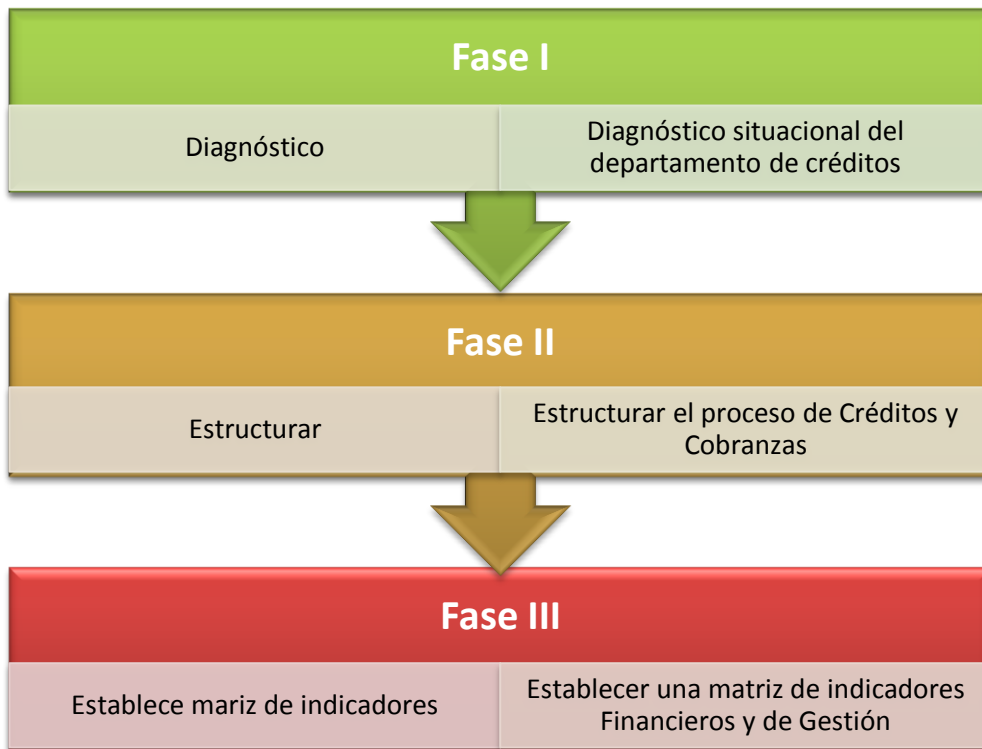 Fase I
Diagnóstico
Diagnóstico situacional del
departamento de créditos
Fase II
Estructurar
Estructurar el proceso de Créditos y
Cobranzas
Fase III
Establece mariz de indicadores
Establecer una matriz de indicadores
Financieros y de Gestión